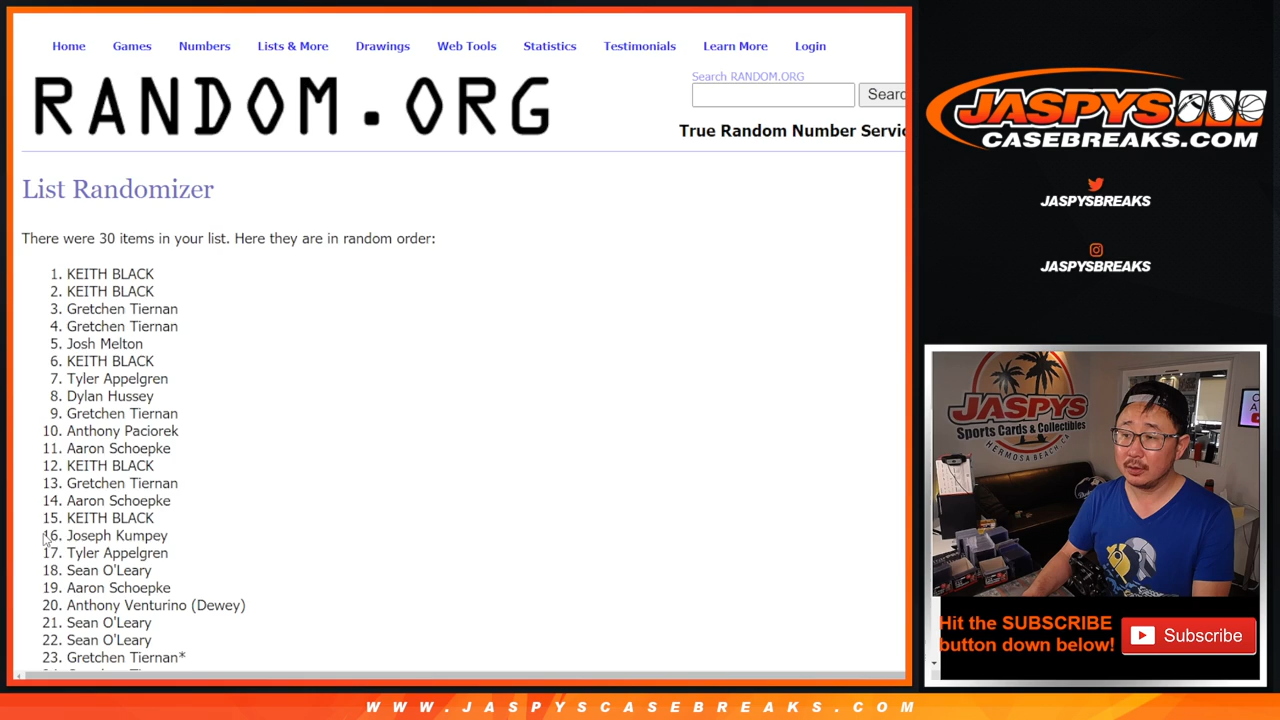 Home Games Numbers Lists & More Drawings Web Tools Statistics Testimonials Learn More Login
RANDOM.ORG
Search RANDOM.ORG
True Random Number
List Randomizer
There were 30 items in your list. Here they are in random order:
1. KEITH BLACK
2. KEITH BLACK
3. Gretchen Tiernan
4. Gretchen Tiernan
5. Josh Melton
6. KEITH BLACK
7. Tyler Appelgren
8. Dylan Hussey
9. Gretchen Tiernan
10. Anthony Paciorek
11. Aaron Schoepke
12. KEITH BLACK
13. Gretchen Tiernan
14. Aaron Schoepke
15. KEITH BLACK
16. Joseph Kumpey
17. Tyler Appelgren
18. Sean O'Leary
19. Aaron Schoepke
20. Anthony Venturino (Dewey)
21. Sean O'Leary
22. Sean O'Leary
23. Gretchen Tiernan*
JASPYS
CASEBREAKS.COM
JASPYSBREAKS
JASPYSBREAKS
JASPYS
Sports Cards & Collectibles
HERMOSA BEACH, CA
Hit the SUBSCRIBE
button down below!
Subscribe
WWW.JASPYSCASEBREAKS.COM